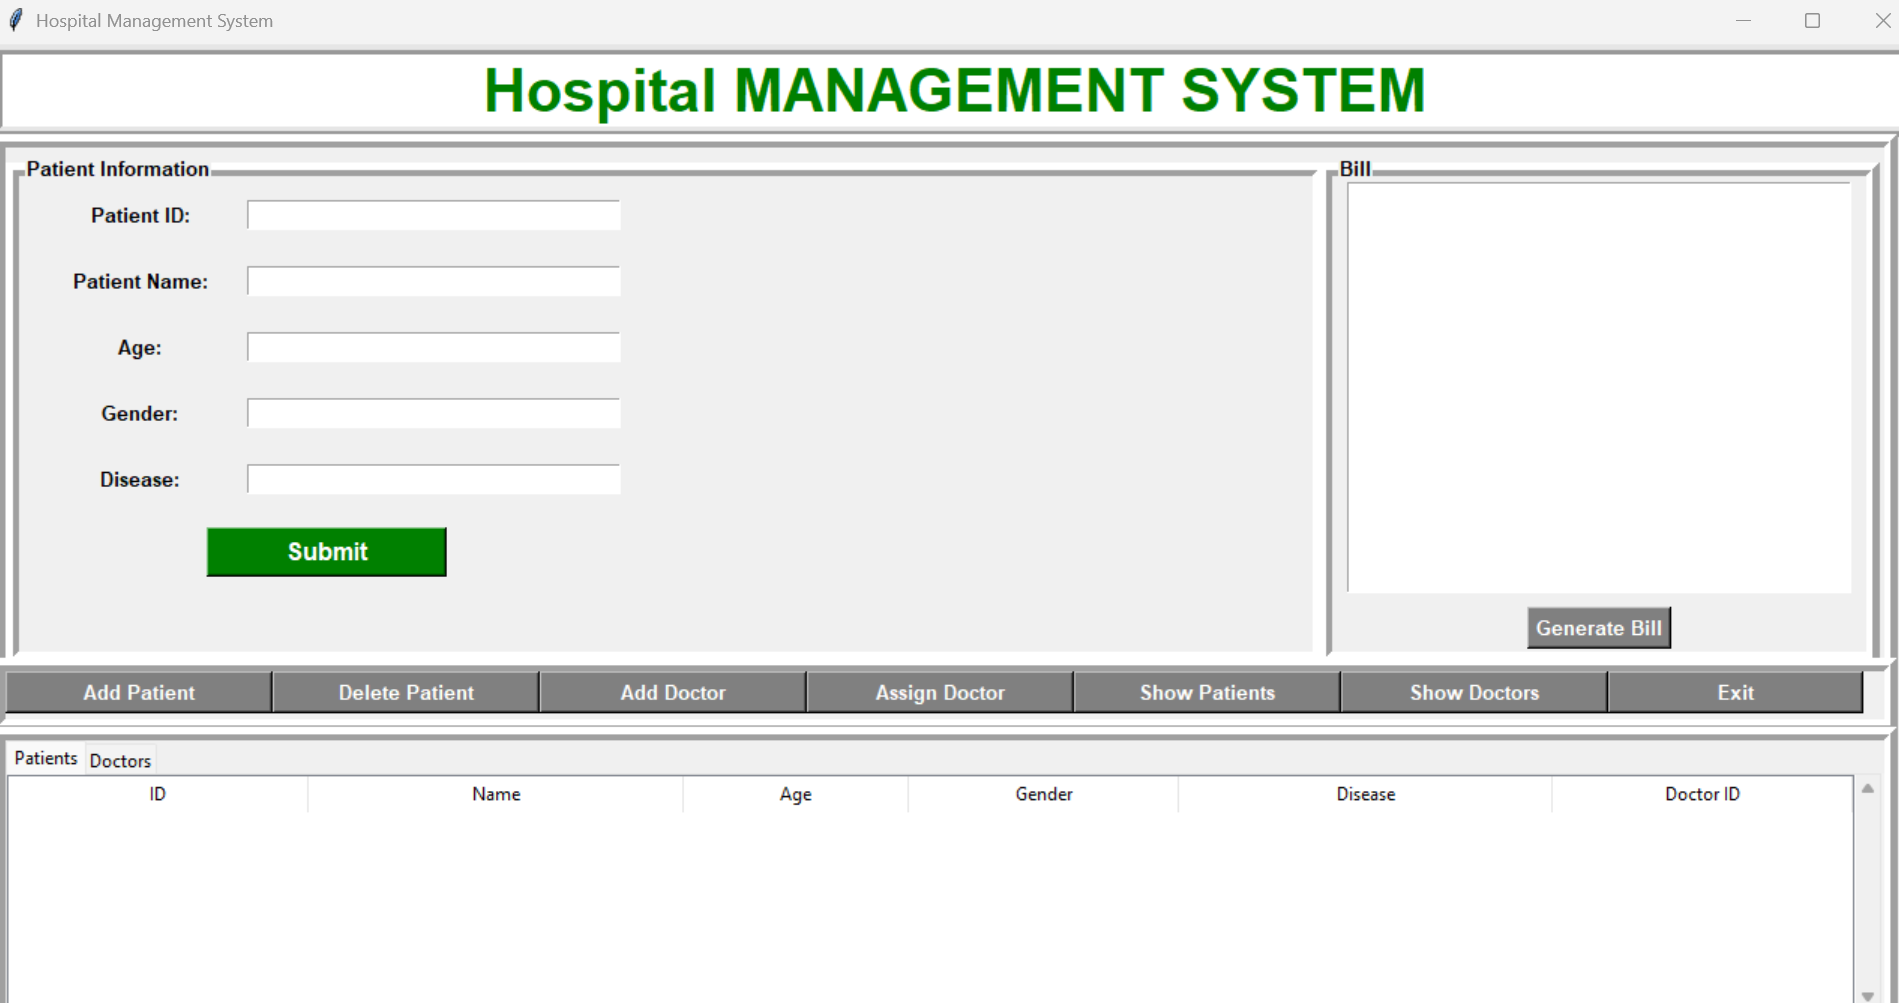 Hospital Management System
Hospital MANAGEMENT SYSTEM
Patient Information
Patient ID:
Patient Name:
Age:
Gender:
Disease:
Submit
Bill
Generate Bill
Add Patient Delete Patient Add Doctor Assign Doctor Show Patients Show Doctors Exit
Patients Doctors
ID Name Age Gender Disease Doctor ID